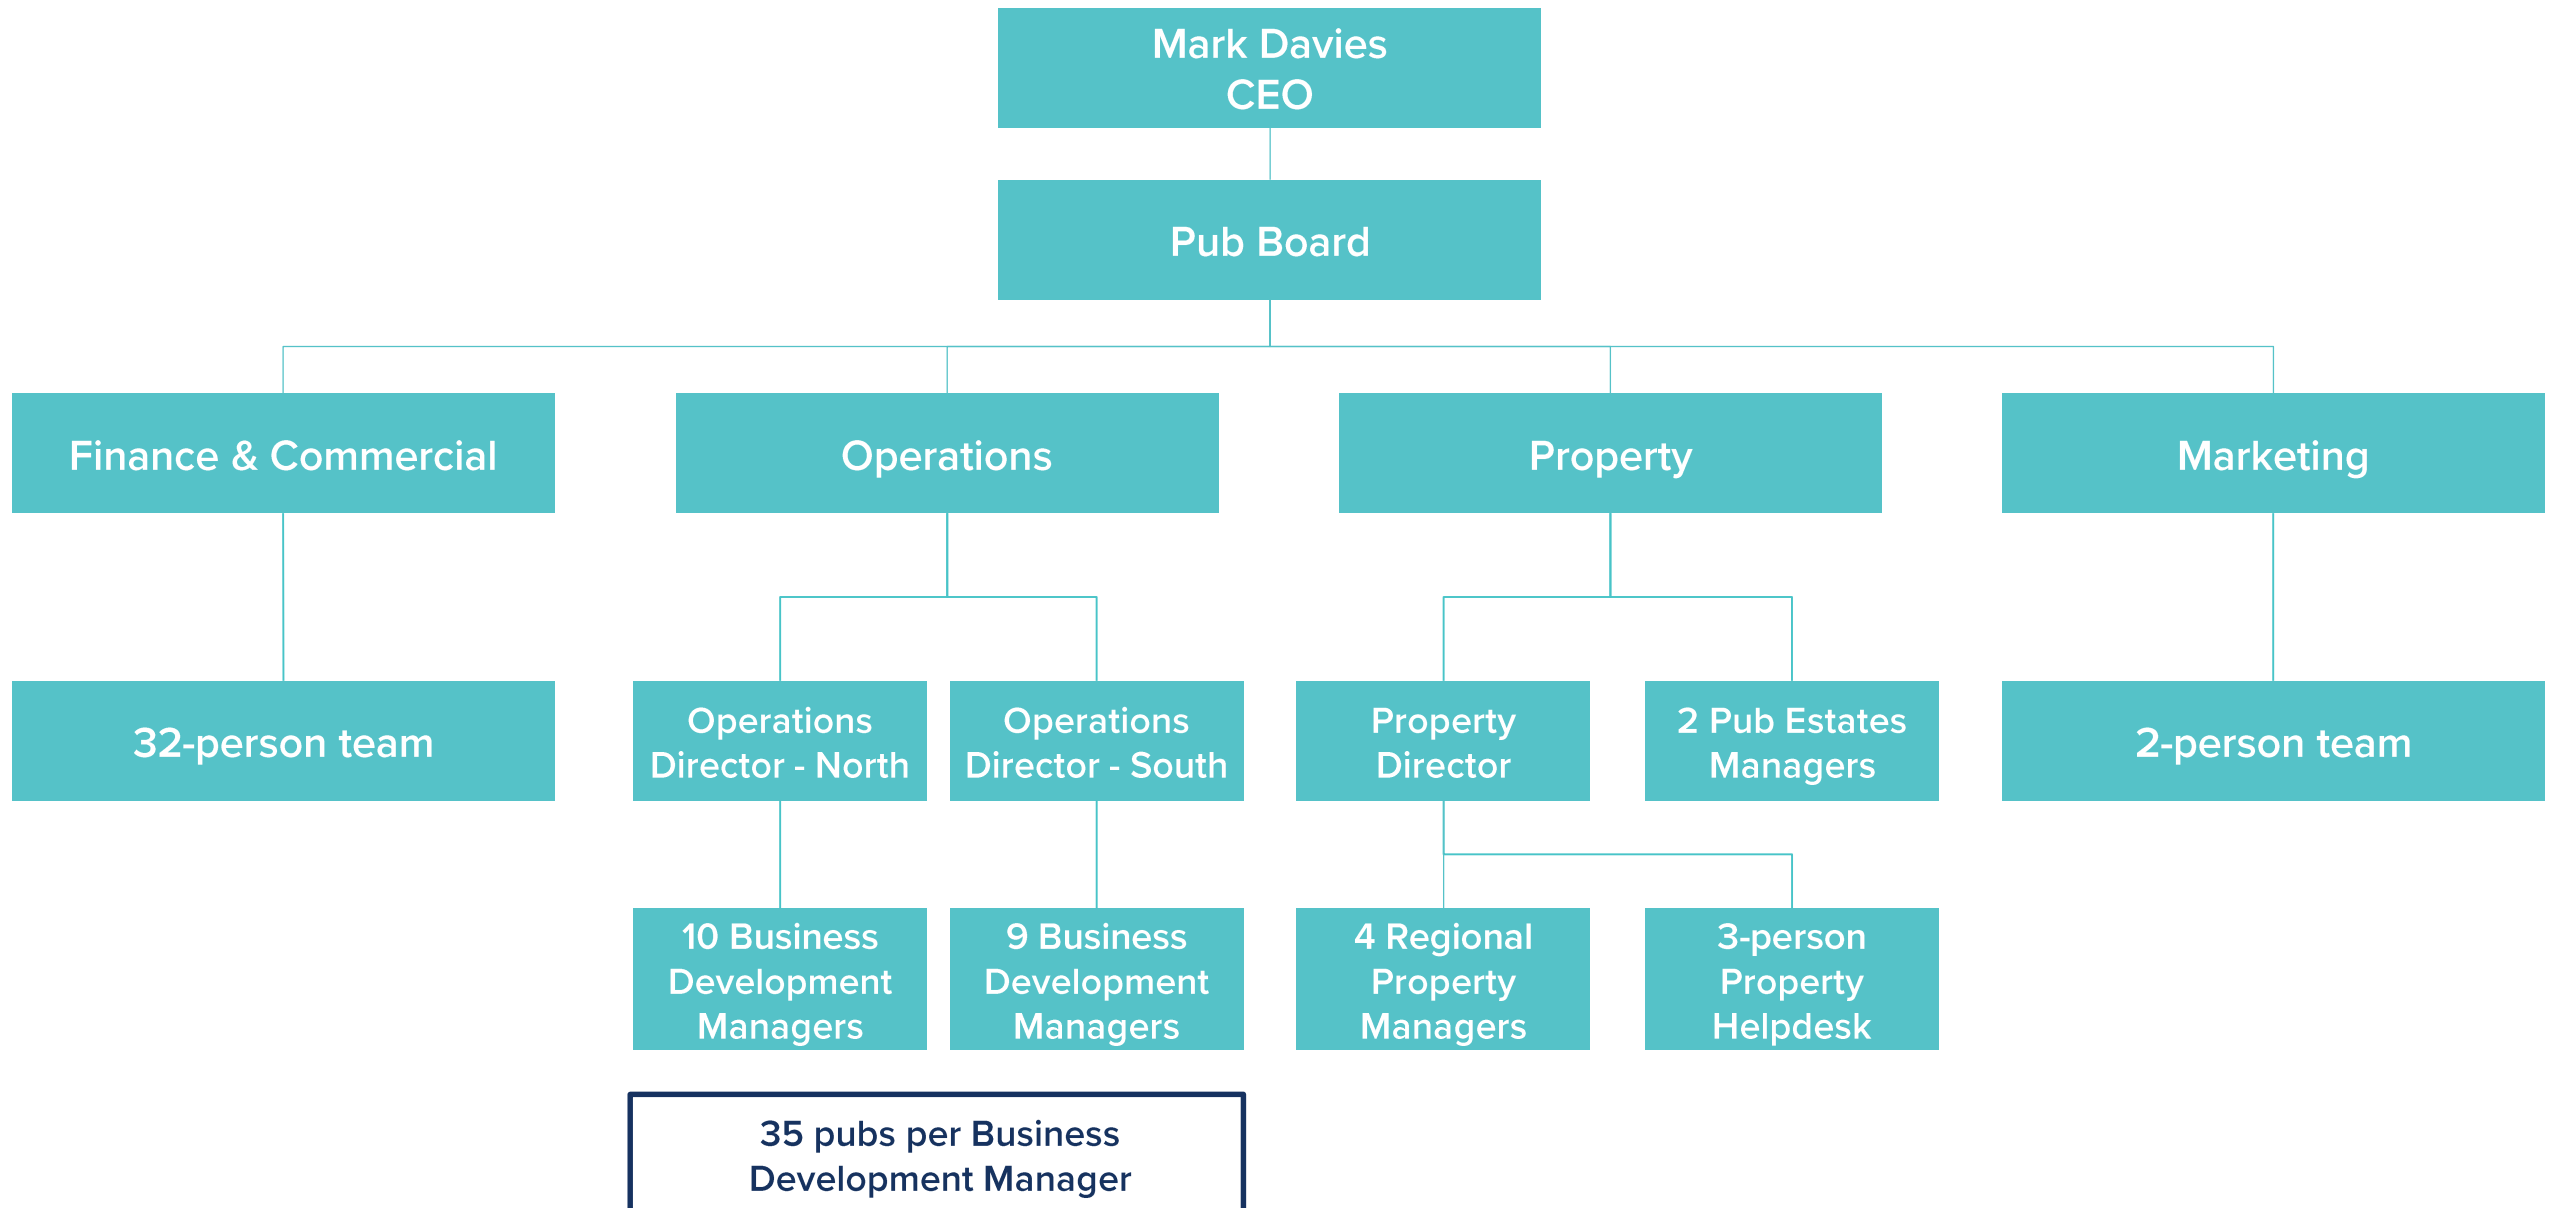 Mark Davies
CEO
Pub Board
Finance & Commercial
Operations
Property
Marketing
32-person team
Operations
Director - North
Operations
Director - South
Property
Director
2 Pub Estates
Managers
2-person team
10 Business
Development
Managers
9 Business
Development
Managers
4 Regional
Property
Managers
3-person
Property
Helpdesk
35 pubs per Business
Development Manager